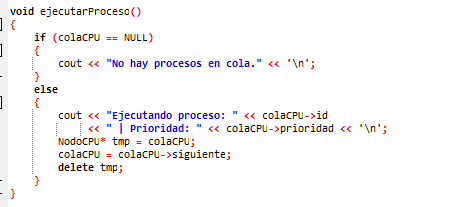 void ejecutarProceso()
{
if (colaCPU == NULL)
{
cout << "No hay procesos en cola." << '\n';
}
else
{
cout << "Ejecutando proceso: " << colaCPU->id
<< " | Prioridad: " << colaCPU->prioridad << '\n';
NodoCPU* tmp = colaCPU;
colaCPU = colaCPU->siguiente;
delete tmp;
}
}